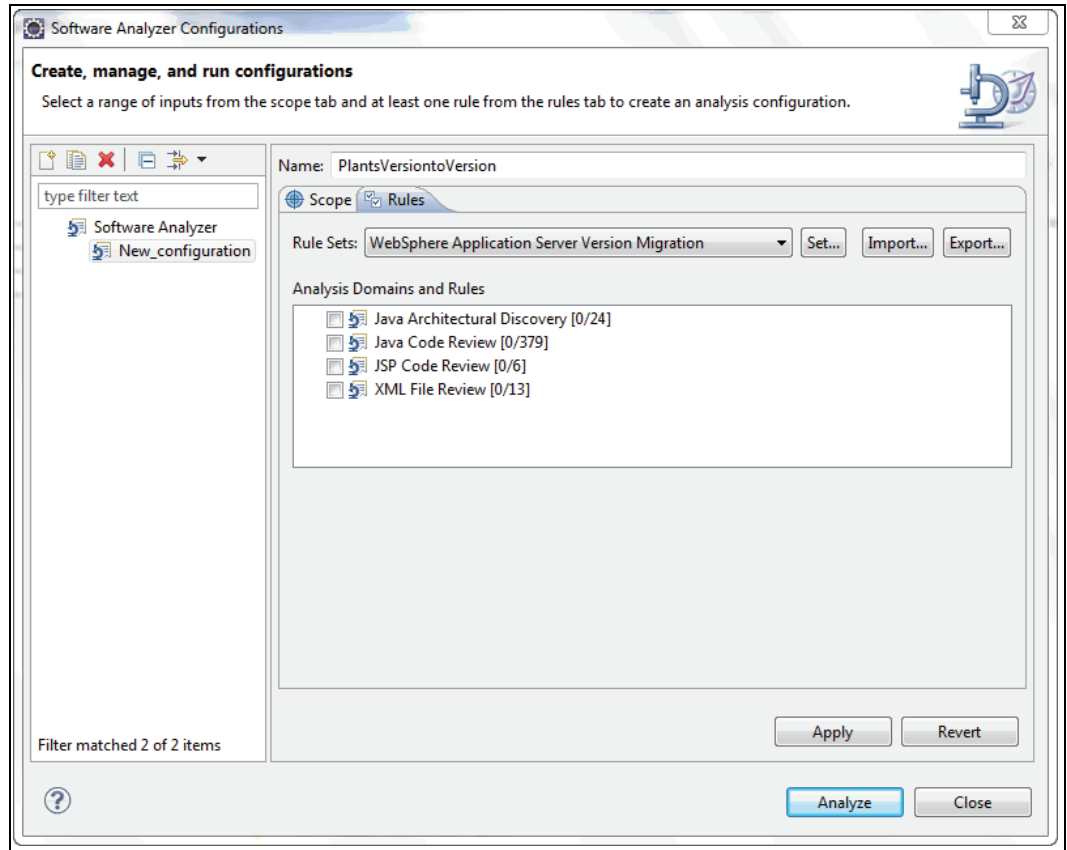 Software Analyzer Configurations
Create, manage, and run configurations
Select a range of inputs from the scope tab and at least one rule from the rules tab to create an analysis configuration.
type filter text
Software Analyzer
New_configuration
Filter matched 2 of 2 items
Name: PlantsVersiontoVersion
Scope Rules
Rule Sets: WebSphere Application Server Version Migration Set... Import... Export...
Analysis Domains and Rules
Java Architectural Discovery [0/24]
Java Code Review [0/379]
JSP Code Review [0/6]
XML File Review [0/13]
Apply Revert
? Analyze Close